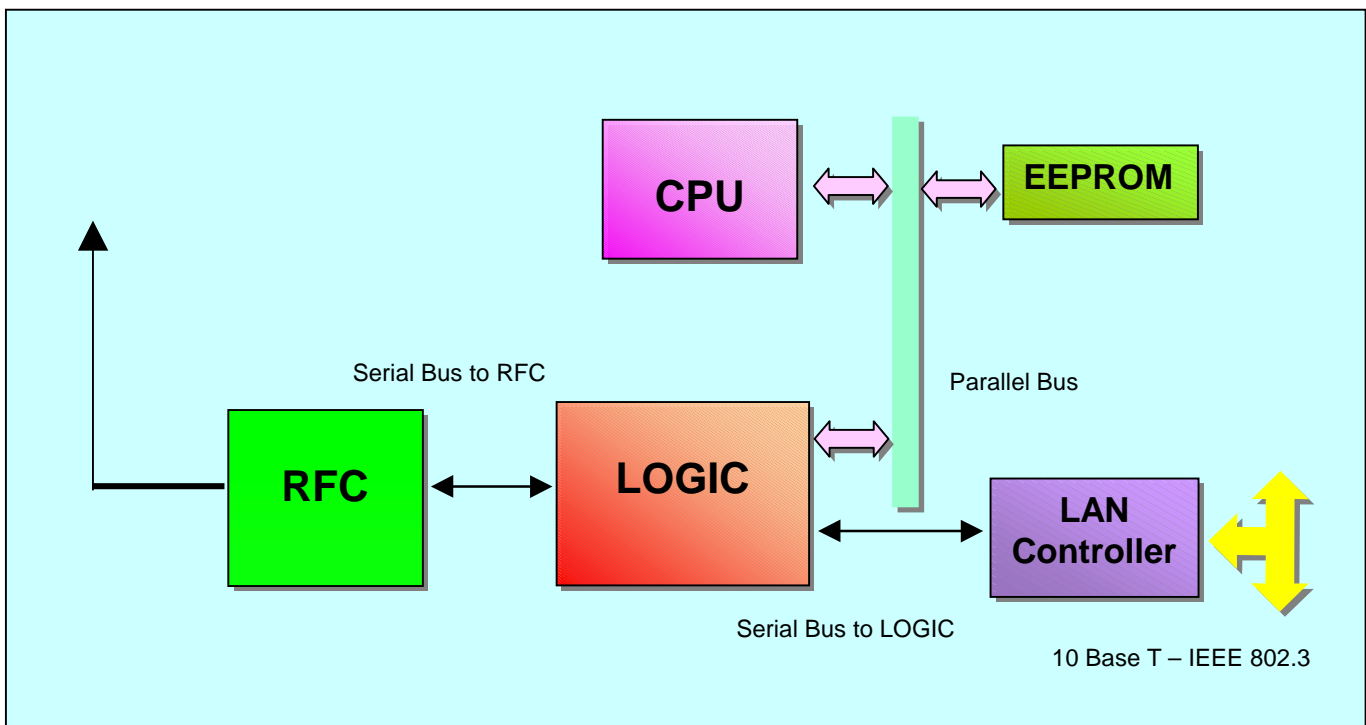 CPU
EEPROM
Serial Bus to RFC
Parallel Bus
RFC
LOGIC
LAN
Controller
Serial Bus to LOGIC
10 Base T – IEEE 802.3